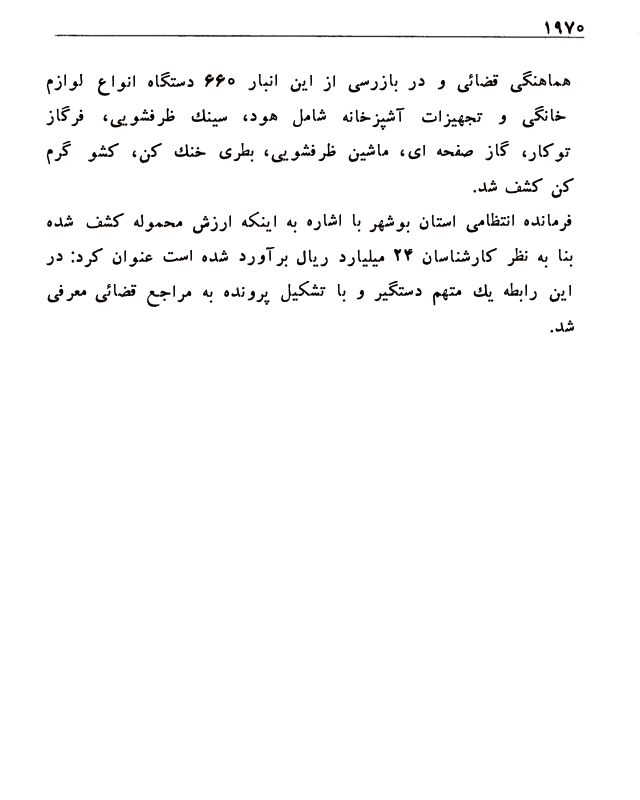 ۱۹۷۰
هماهنگی قضائی و در بازرسی از این انبار ۶۶۰ دستگاه انواع لوازم
خانگی و تجهیزات آشپزخانه شامل هود، سینك ظرفشویی، فرگاز
توکار، گاز صفحه ای، ماشین ظرفشویی، بطری خنك کن، کشو گرم
کن کشف شد.
فرمانده انتظامی استان بوشهر با اشاره به اینکه ارزش محموله کشف شده
بنا به نظر کارشناسان ۲۴ میلیارد ریال برآورد شده است عنوان کرد: در
این رابطه یك متهم دستگیر و با تشکیل پرونده به مراجع قضائی معرفی
شد.